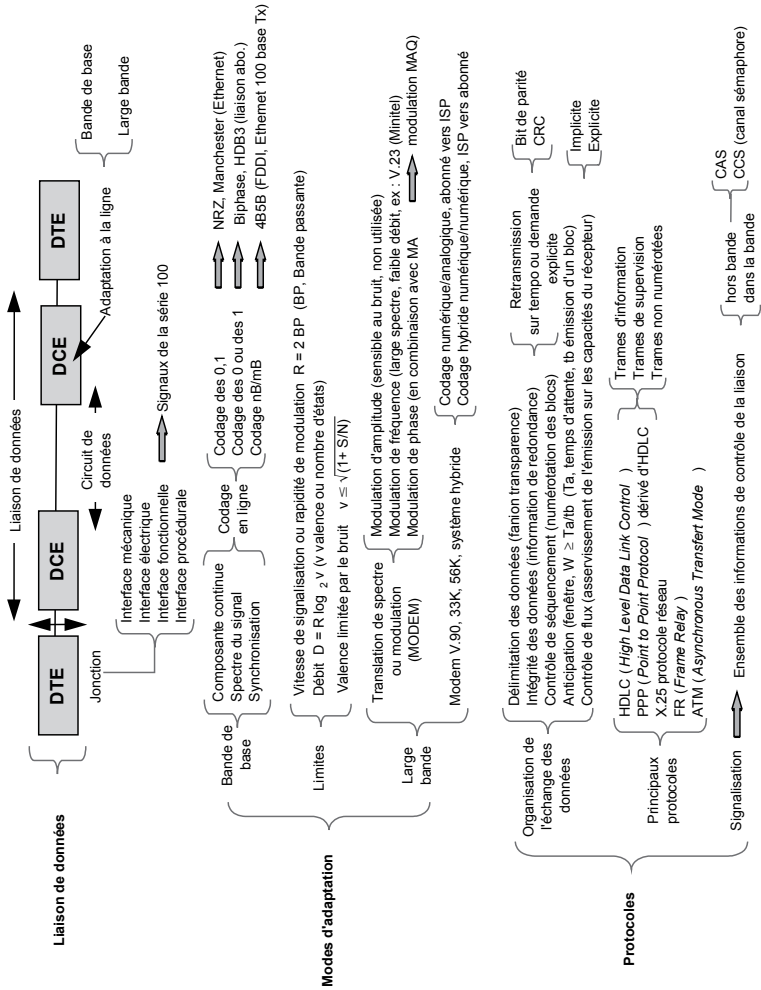 Liaison de données
Liaison de données
DTE
DCE
DCE
DTE
Circuit de
données
Adaptation à la ligne
Bande de base
Large bande
Jonction
Interface mécanique
Interface électrique
Interface fonctionnelle
Interface procédurale
Signaux de la série 100
Modes d'adaptation
Bande de
base
Composante continue
Spectre du signal
Synchronisation
Codage
en ligne
Codage des 0,1
Codage des 0 ou des 1
Codage nB/mB
NRZ, Manchester (Ethernet)
Biphase, HDB3 (liaison abo.)
4B5B (FDDI, Ethernet 100 base Tx)
Limites
Vitesse de signalisation ou rapidité de modulation R = 2 BP (BP, Bande passante)
Débit D = R log 2 v (v valence ou nombre d'états)
Valence limitée par le bruit v ≤ √(1+ S/N)
Large
bande
Translation de spectre
ou modulation
(MODEM)
Modulation d'amplitude (sensible au bruit, non utilisée)
Modulation de fréquence (large spectre, faible débit, ex : V.23 (Minitel)
Modulation de phase (en combinaison avec MA modulation MAQ)
Modem V.90, 33K, 56K, système hybride
Codage numérique/analogique, abonné vers ISP
Codage hybride numérique/numérique, ISP vers abonné
Protocoles
Organisation de
l'échange des
données
Délimitation des données (fanion transparence)
Intégrité des données (information de redondance)
Contrôle de séquencement (numérotation des blocs)
Anticipation (fenêtre, W ≥ Ta/tb (Ta, temps d'attente, tb émission d'un bloc)
Contrôle de flux (asservissement de l'émission sur les capacités du récepteur)
Retransmission
sur tempo ou demande
explicite
Bit de parité
CRC
Implicite
Explicite
Principaux
protocoles
HDLC ( High Level Data Link Control )
PPP ( Point to Point Protocol ) dérivé d'HDLC
X.25 protocole réseau
FR ( Frame Relay )
ATM ( Asynchronous Transfert Mode )
Trames d'information
Trames de supervision
Trames non numérotées
Signalisation
Ensemble des informations de contrôle de la liaison
hors bande
dans la bande
CAS
CCS (canal sémaphore)